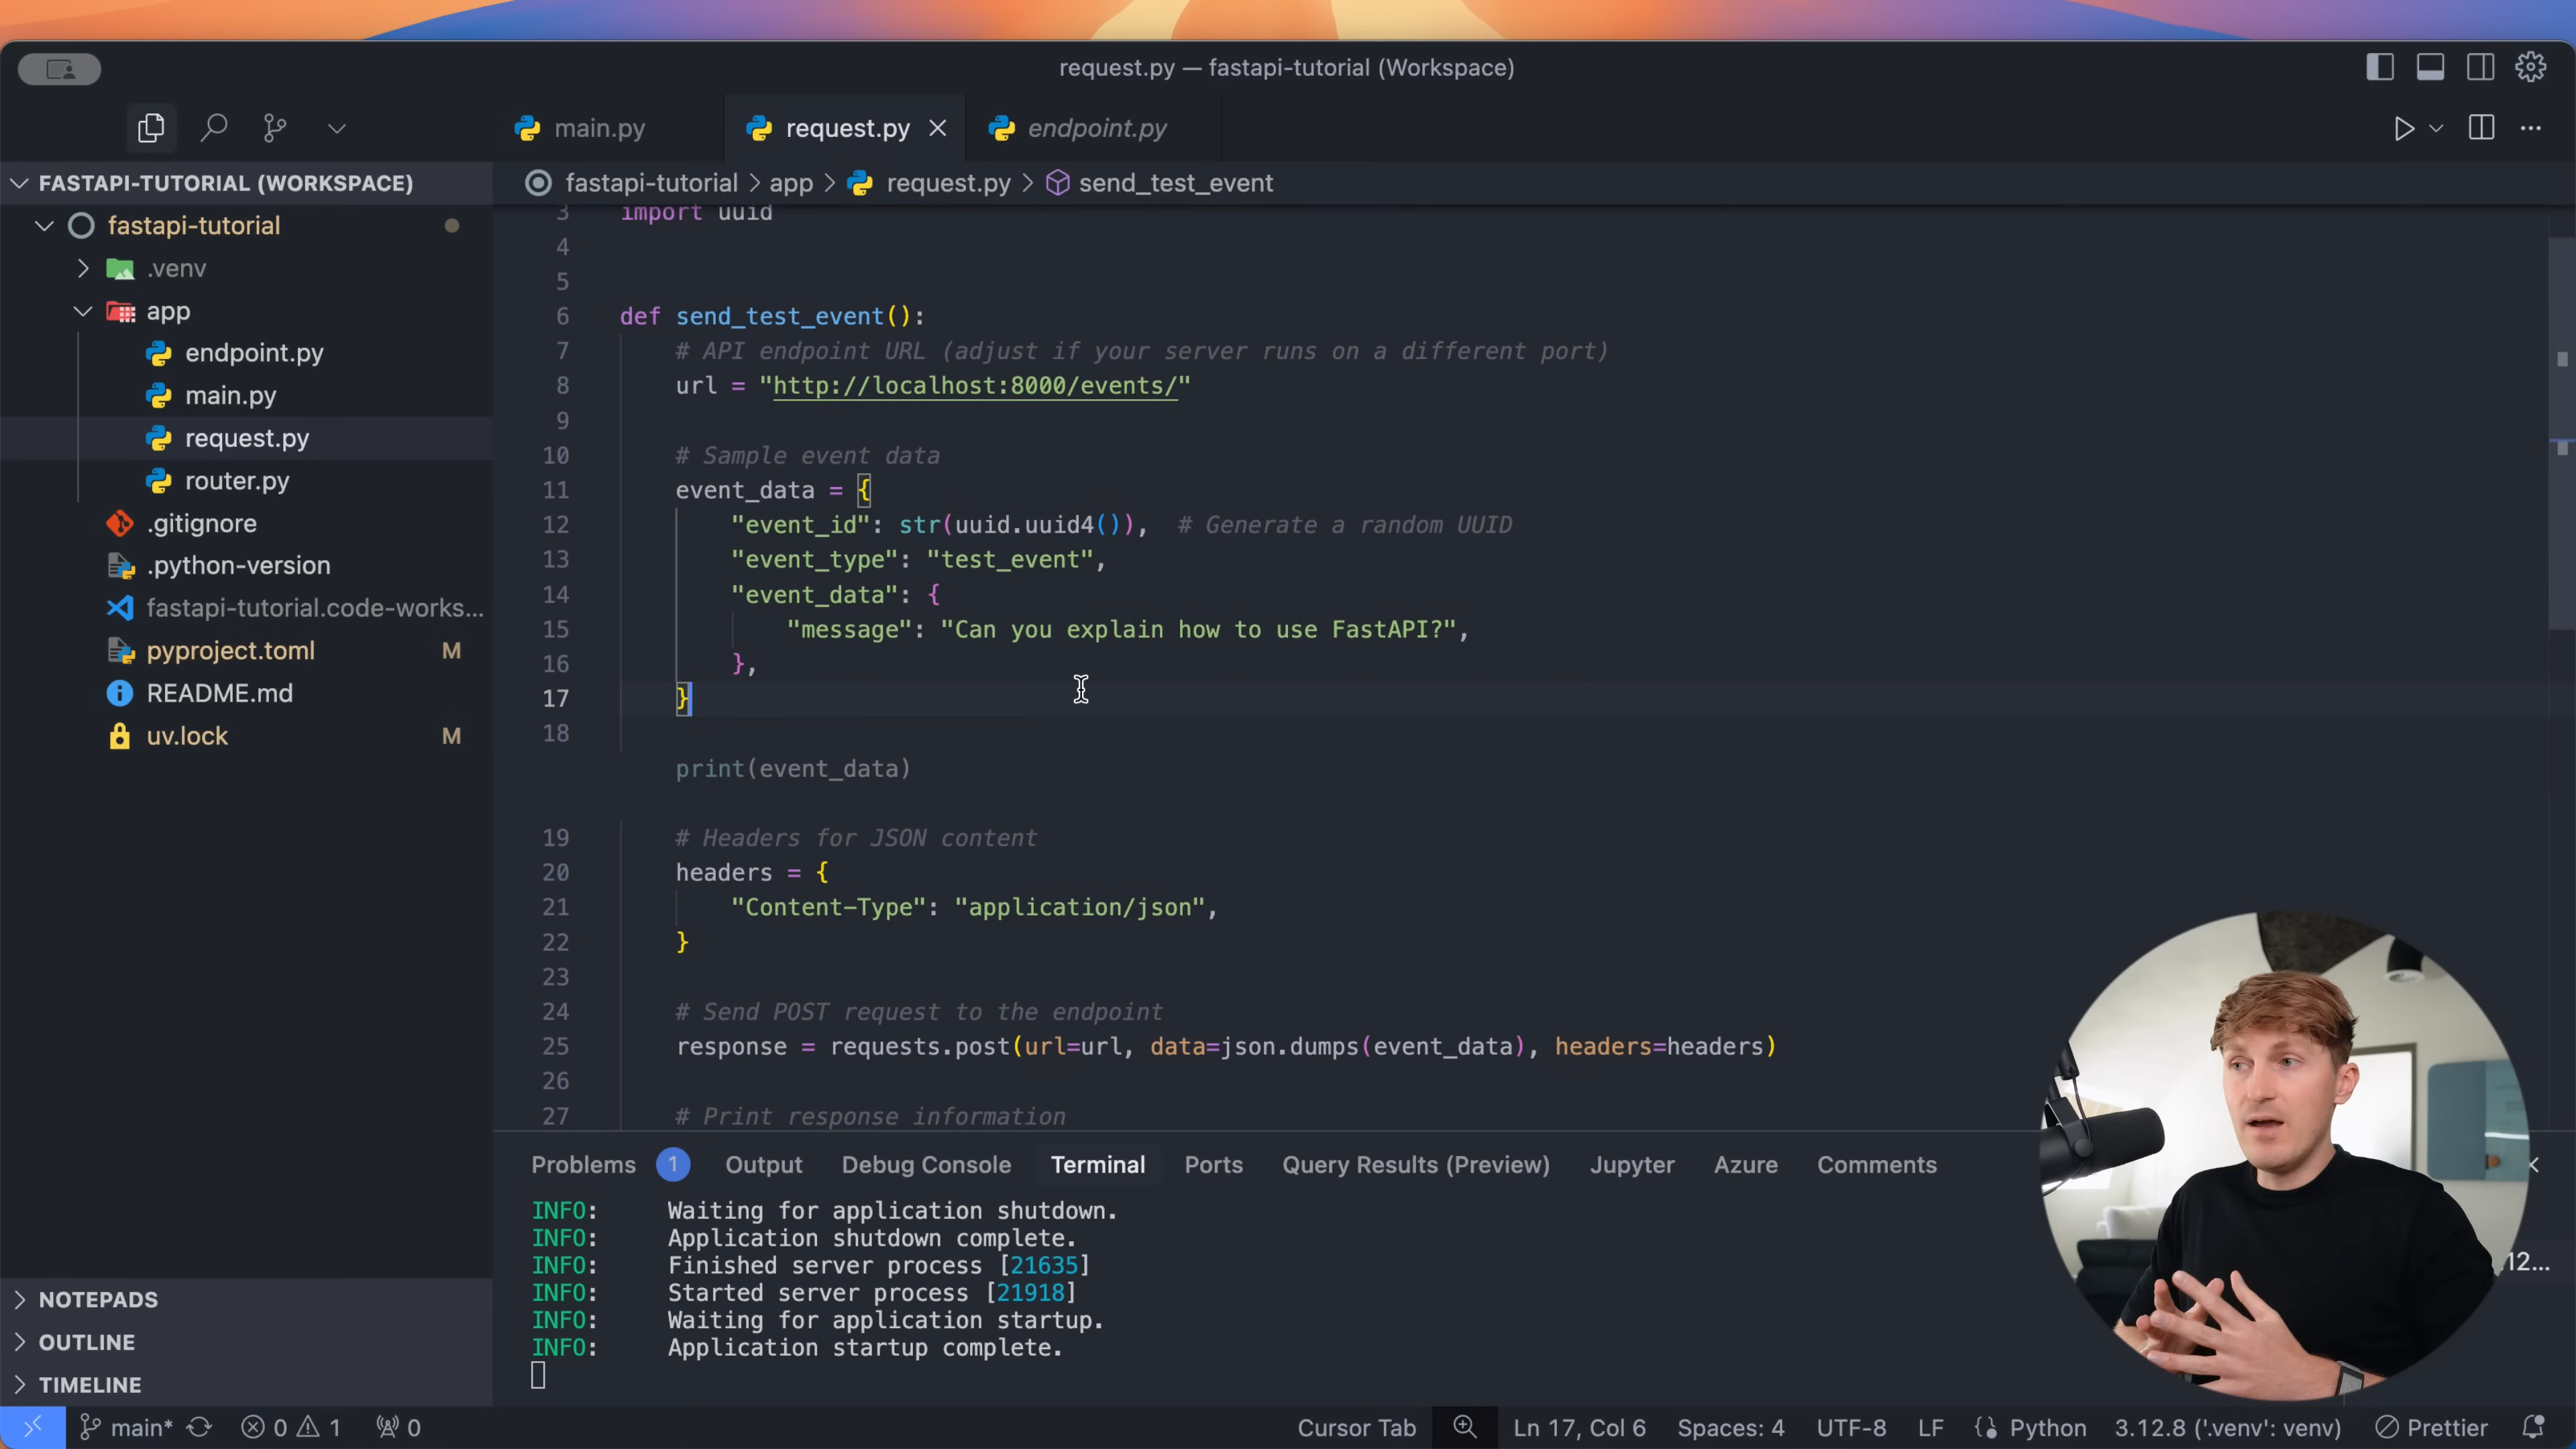 request.py — fastapi-tutorial (Workspace)
main.py
request.py
endpoint.py
FASTAPI-TUTORIAL (WORKSPACE)
fastapi-tutorial > app > request.py > send_test_event
fastapi-tutorial
.venv
app
endpoint.py
main.py
request.py
router.py
.gitignore
.python-version
fastapi-tutorial.code-works...
pyproject.toml M
README.md
uv.lock M
NOTEPADS
OUTLINE
TIMELINE
3 import uuid
4
5
6 def send_test_event():
7 # API endpoint URL (adjust if your server runs on a different port)
8 url = "http://localhost:8000/events/"
9
10 # Sample event data
11 event_data = {
12 "event_id": str(uuid.uuid4()), # Generate a random UUID
13 "event_type": "test_event",
14 "event_data": {
15 "message": "Can you explain how to use FastAPI?",
16 },
17 }
18
print(event_data)
19 # Headers for JSON content
20 headers = {
21 "Content-Type": "application/json",
22 }
23
24 # Send POST request to the endpoint
25 response = requests.post(url=url, data=json.dumps(event_data), headers=headers)
26
27 # Print response information
Problems 1 Output Debug Console Terminal Ports Query Results (Preview) Jupyter Azure Comments
INFO: Waiting for application shutdown.
INFO: Application shutdown complete.
INFO: Finished server process [21635]
INFO: Started server process [21918]
INFO: Waiting for application startup.
INFO: Application startup complete.
12...
main* 0 1 0 Cursor Tab Ln 17, Col 6 Spaces: 4 UTF-8 LF Python 3.12.8 ('.venv': venv) Prettier